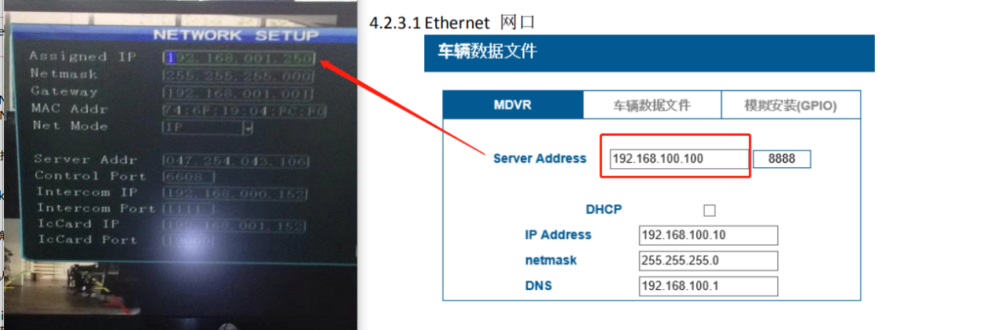 NETWORK SETUP
Assigned IP 192.168.001.250
Netmask 255.255.255.000
Gateway 192.168.001.001
MAC Addr 74:6F:19:04:FC:F0
Net Mode IP
Server Addr 047.254.043.106
Control Port 6608
Intercom IP 192.168.000.152
Intercom Port 1111
IcCard IP 192.168.001.152
IcCard Port
4.2.3.1 Ethernet 网口
车辆数据文件
MDVR 车辆数据文件 模拟安装(GPIO)
Server Address 192.168.100.100 8888
DHCP
IP Address 192.168.100.10
netmask 255.255.255.0
DNS 192.168.100.1